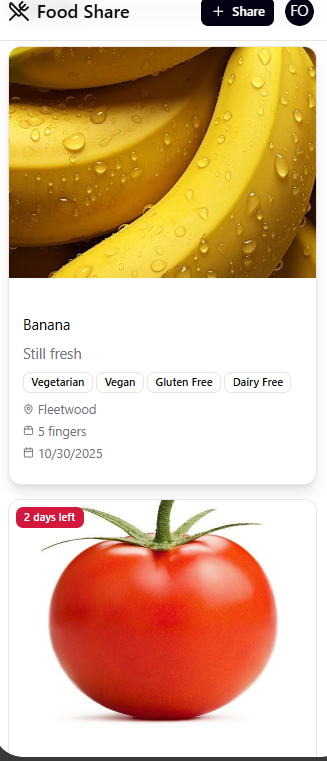 Food Share
+ Share
FO
Banana
Still fresh
Vegetarian Vegan Gluten Free Dairy Free
Fleetwood
5 fingers
10/30/2025
2 days left